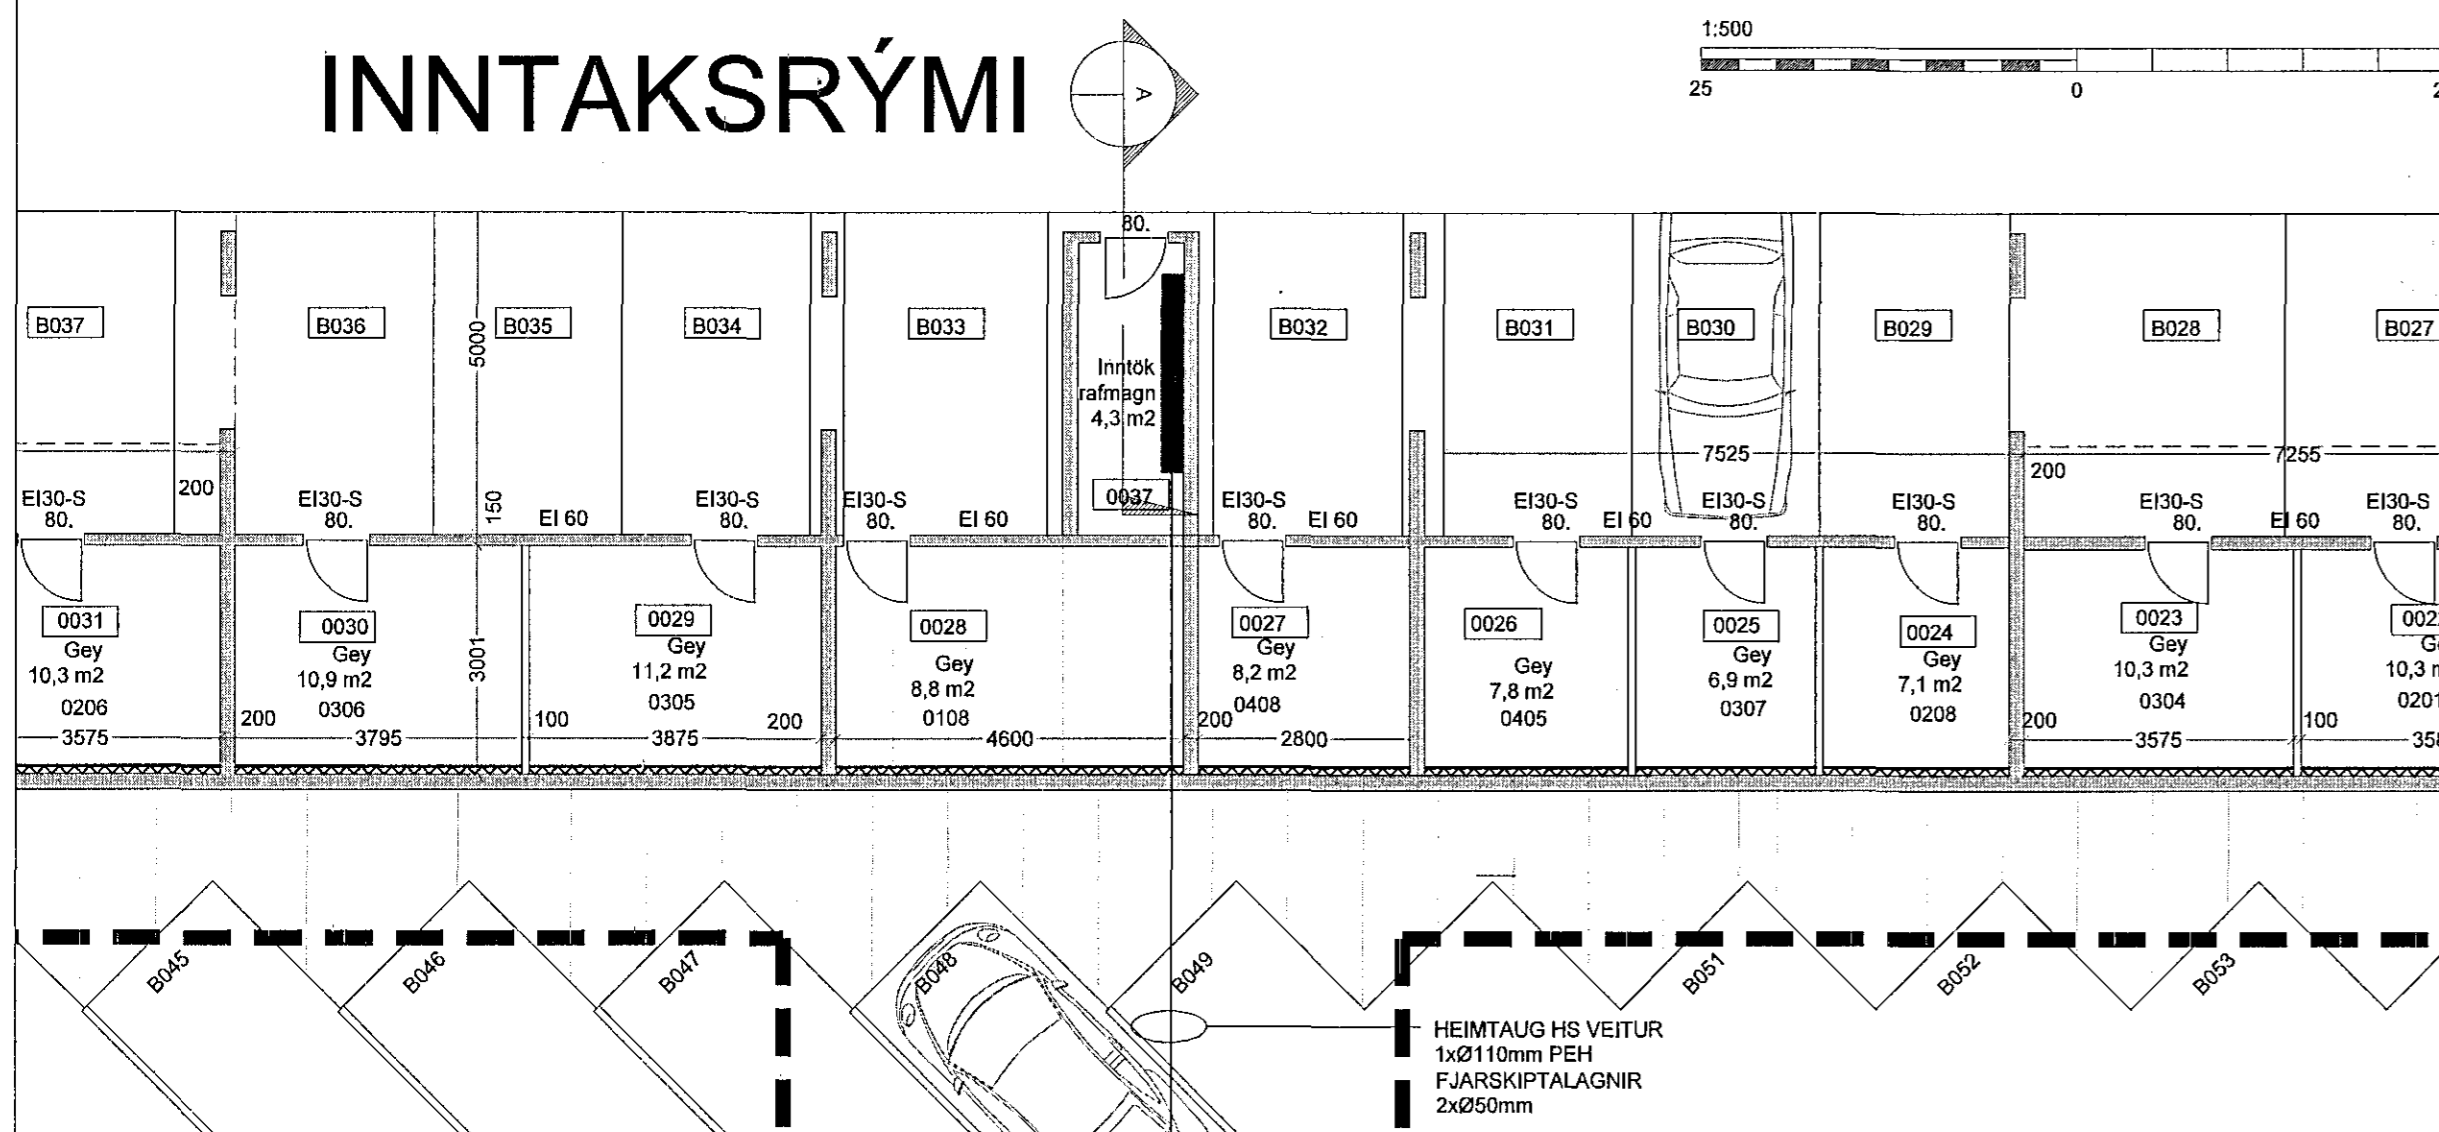 INNTAKSRÝMI
A
1:500
25
0
80.
B037
B036
B035
B034
B033
B032
B031
B030
B029
B028
B027
5000
Inntök
rafmagn
4,3 m2
0037
7525
7255
200
200
150
EI30-S
80.
EI30-S
80.
EI 60
EI30-S
80.
EI30-S
80.
EI 60
EI30-S
80.
EI 60
EI30-S
80.
EI 60
EI30-S
80.
EI30-S
80.
EI30-S
80.
EI 60
EI30-S
80.
0031
Gey
10,3 m2
0206
3575
0030
Gey
10,9 m2
0306
200
3795
3001
0029
Gey
11,2 m2
0305
100
3875
200
0028
Gey
8,8 m2
0108
4600
0027
Gey
8,2 m2
0408
200
2800
0026
Gey
7,8 m2
0405
0025
Gey
6,9 m2
0307
0024
Gey
7,1 m2
0208
0023
Gey
10,3 m2
0304
200
3575
100
10,3
0201
B045
B046
B047
B048
B049
B051
B052
B053
HEIMTAUG HS VEITUR
1xØ110mm PEH
FJARSKIPTALAGNIR
2xØ50mm